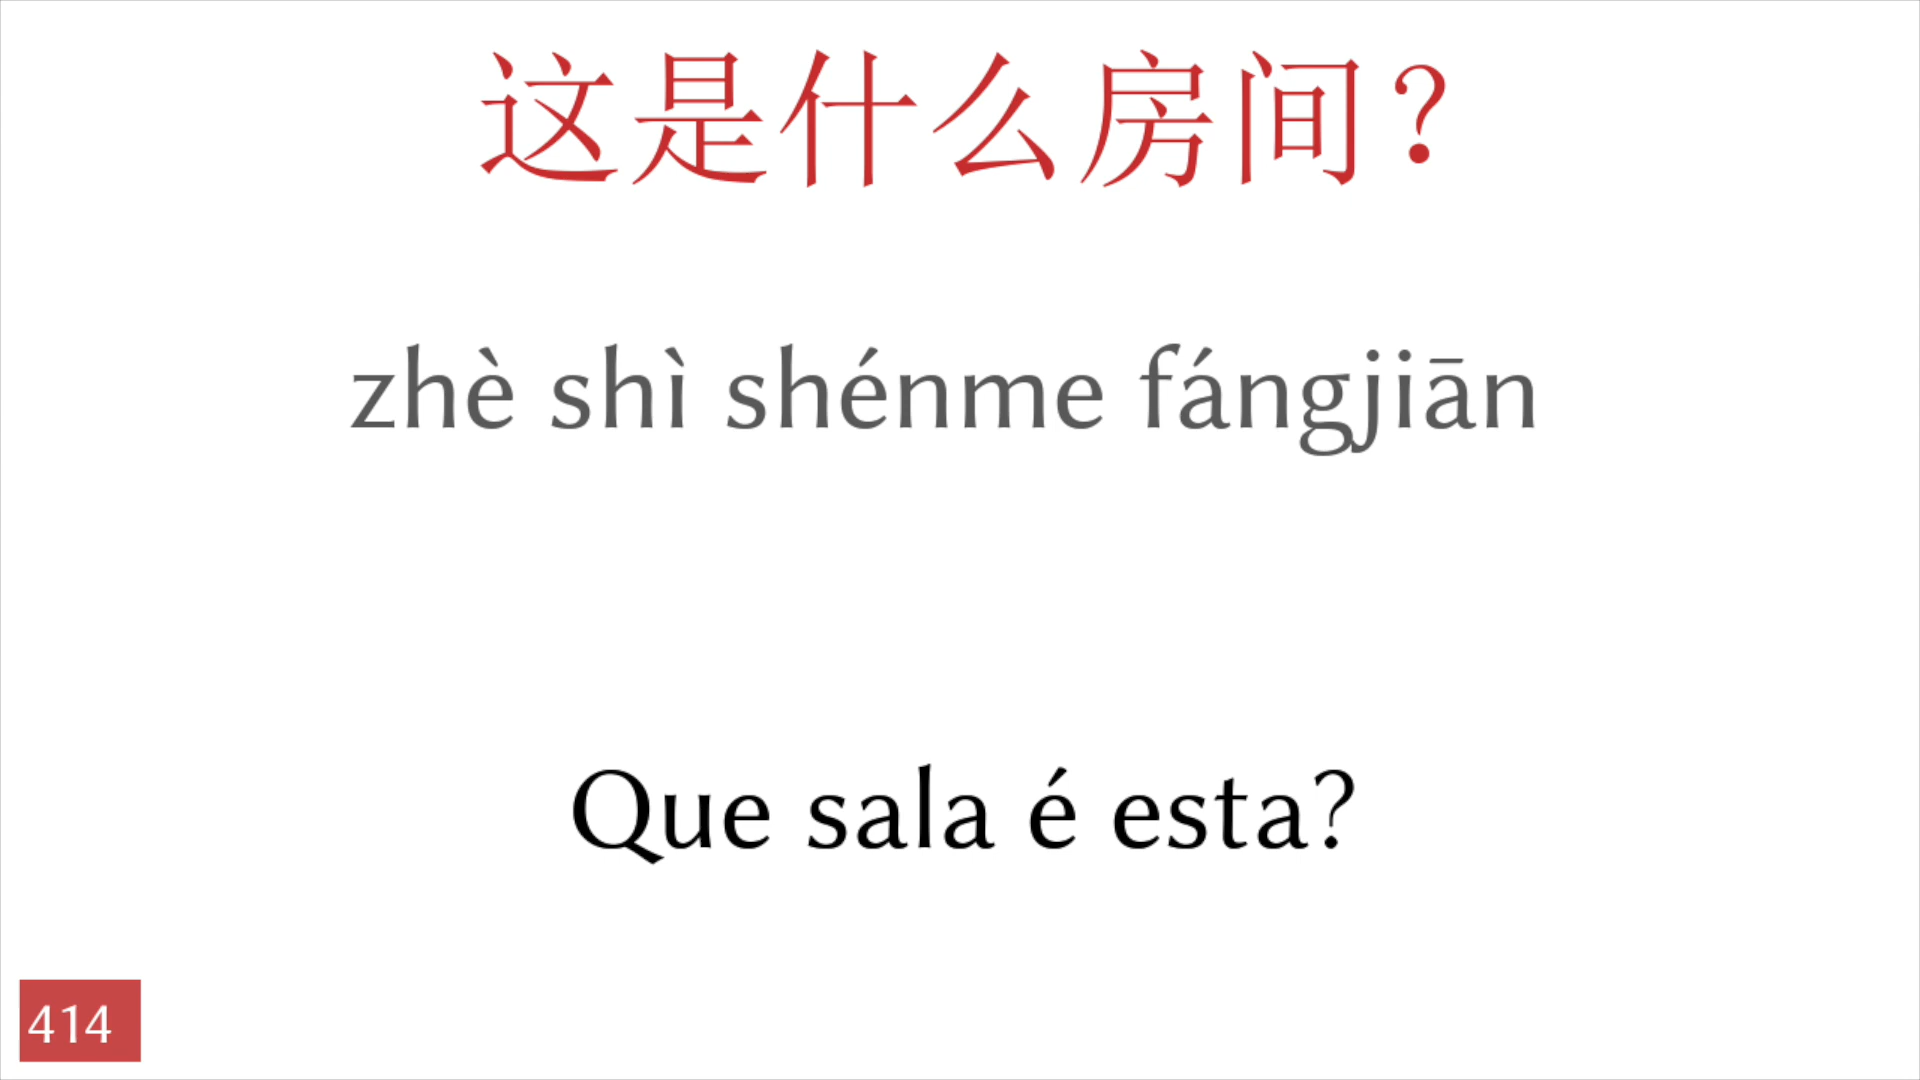 这是什么房间？
zhè shì shénme fángjiān
Que sala é esta?
414